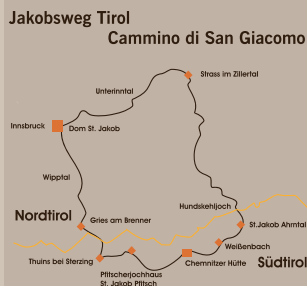 Jakobsweg Tirol
Cammino di San Giacomo
Strass im Zillertal
Unterinntal
Innsbruck
Dom St. Jakob
Wipptal
Hundskehljoch
Nordtirol
Gries am Brenner
St.Jakob Ahrntal
Weißenbach
Thuins bei Sterzing
Chemnitzer Hütte
Südtirol
Pfitscherjochhaus
St. Jakob Pfitsch